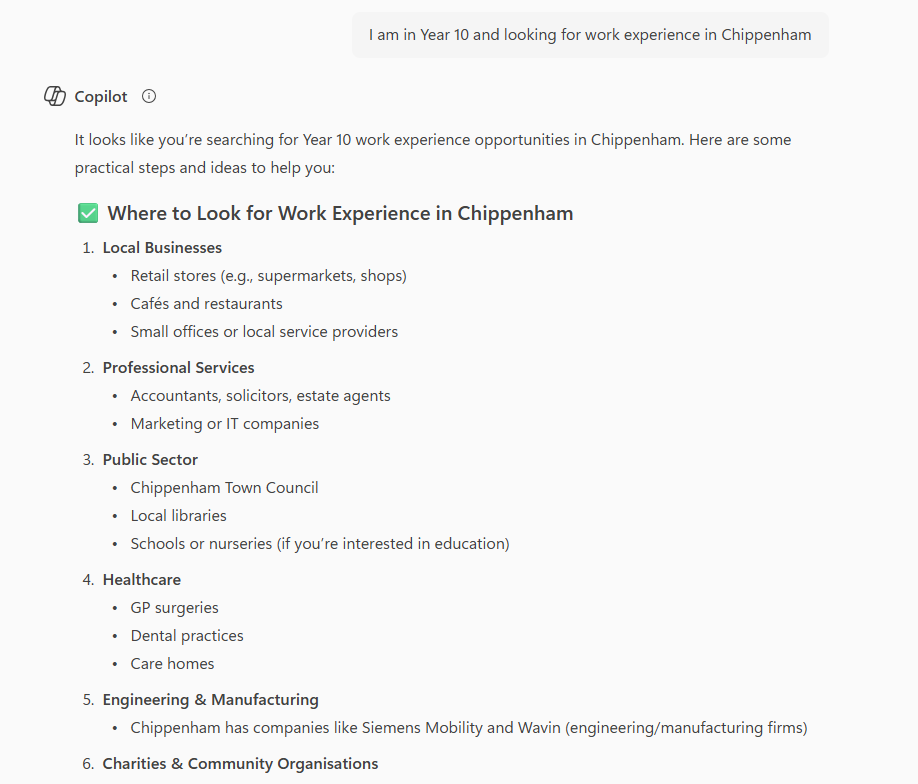 I am in Year 10 and looking for work experience in Chippenham
Copilot
It looks like you're searching for Year 10 work experience opportunities in Chippenham. Here are some
practical steps and ideas to help you:
✅ Where to Look for Work Experience in Chippenham
1. Local Businesses
• Retail stores (e.g., supermarkets, shops)
• Cafés and restaurants
• Small offices or local service providers
2. Professional Services
• Accountants, solicitors, estate agents
• Marketing or IT companies
3. Public Sector
• Chippenham Town Council
• Local libraries
• Schools or nurseries (if you're interested in education)
4. Healthcare
• GP surgeries
• Dental practices
• Care homes
5. Engineering & Manufacturing
• Chippenham has companies like Siemens Mobility and Wavin (engineering/manufacturing firms)
6. Charities & Community Organisations